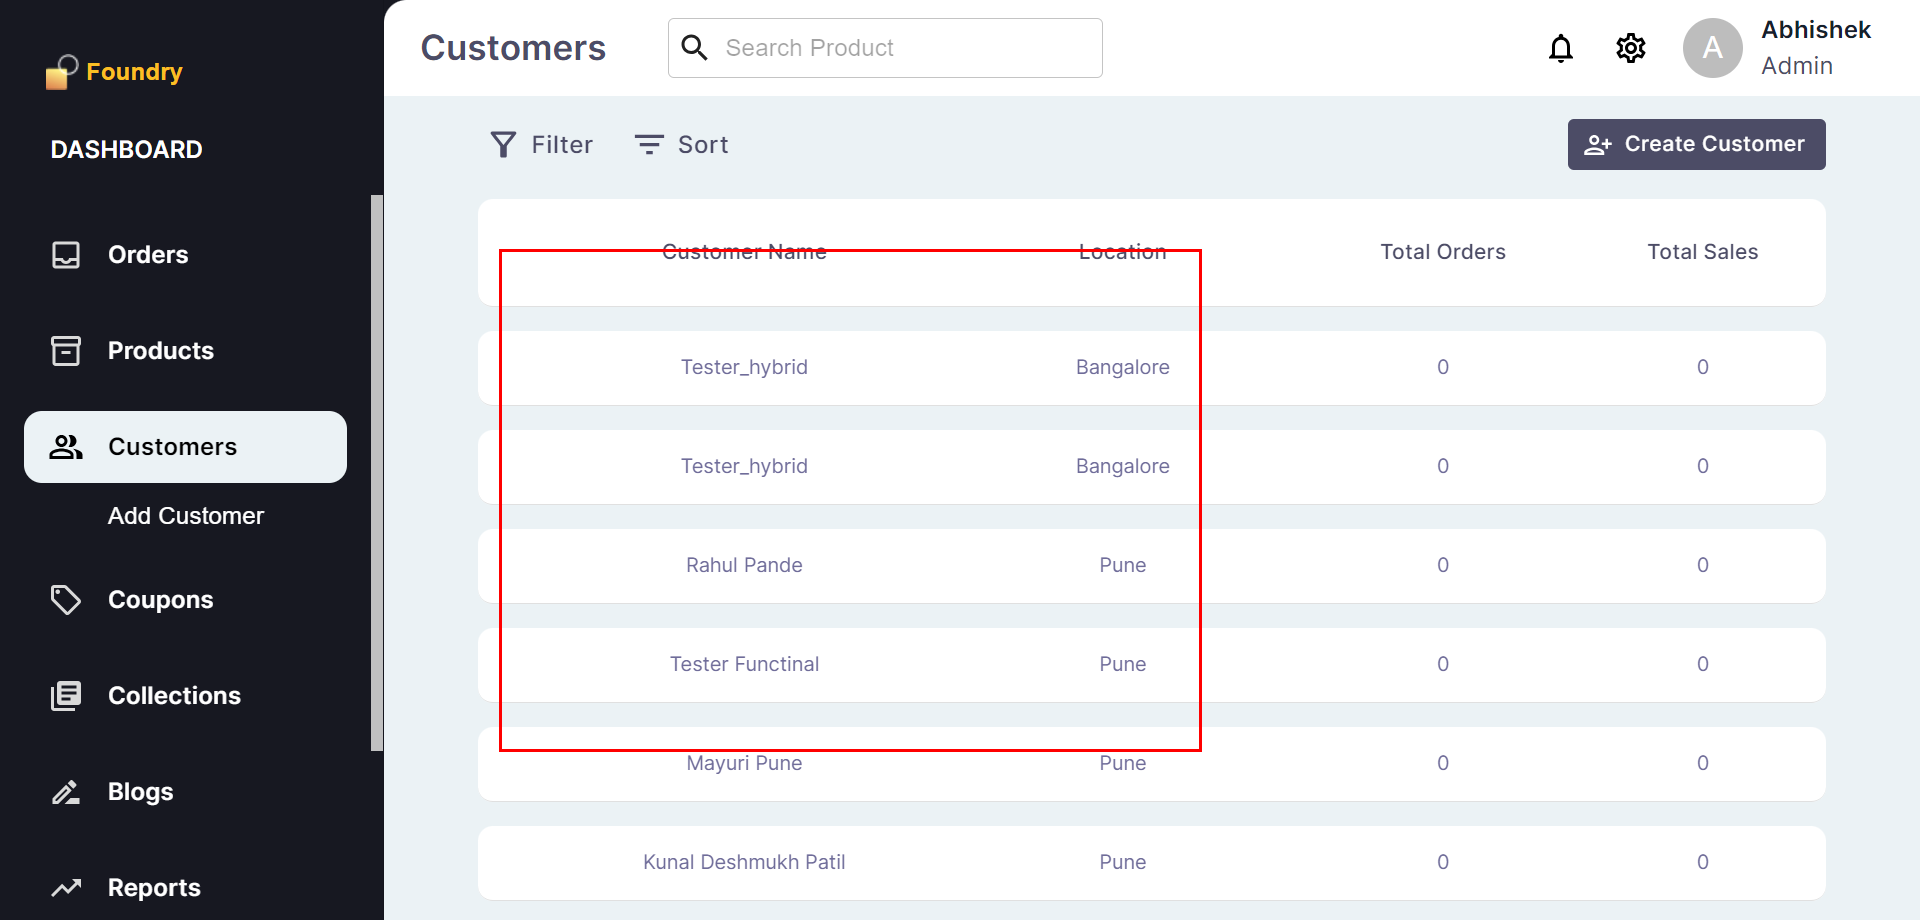 Foundry
DASHBOARD
Orders
Products
Customers
Add Customer
Coupons
Collections
Blogs
Reports
Customers
Search Product
A
Abhishek
Admin
Filter
Sort
Create Customer
Customer Name Location Total Orders Total Sales
Tester_hybrid Bangalore 0 0
Tester_hybrid Bangalore 0 0
Rahul Pande Pune 0 0
Tester Functinal Pune 0 0
Mayuri Pune Pune 0 0
Kunal Deshmukh Patil Pune 0 0